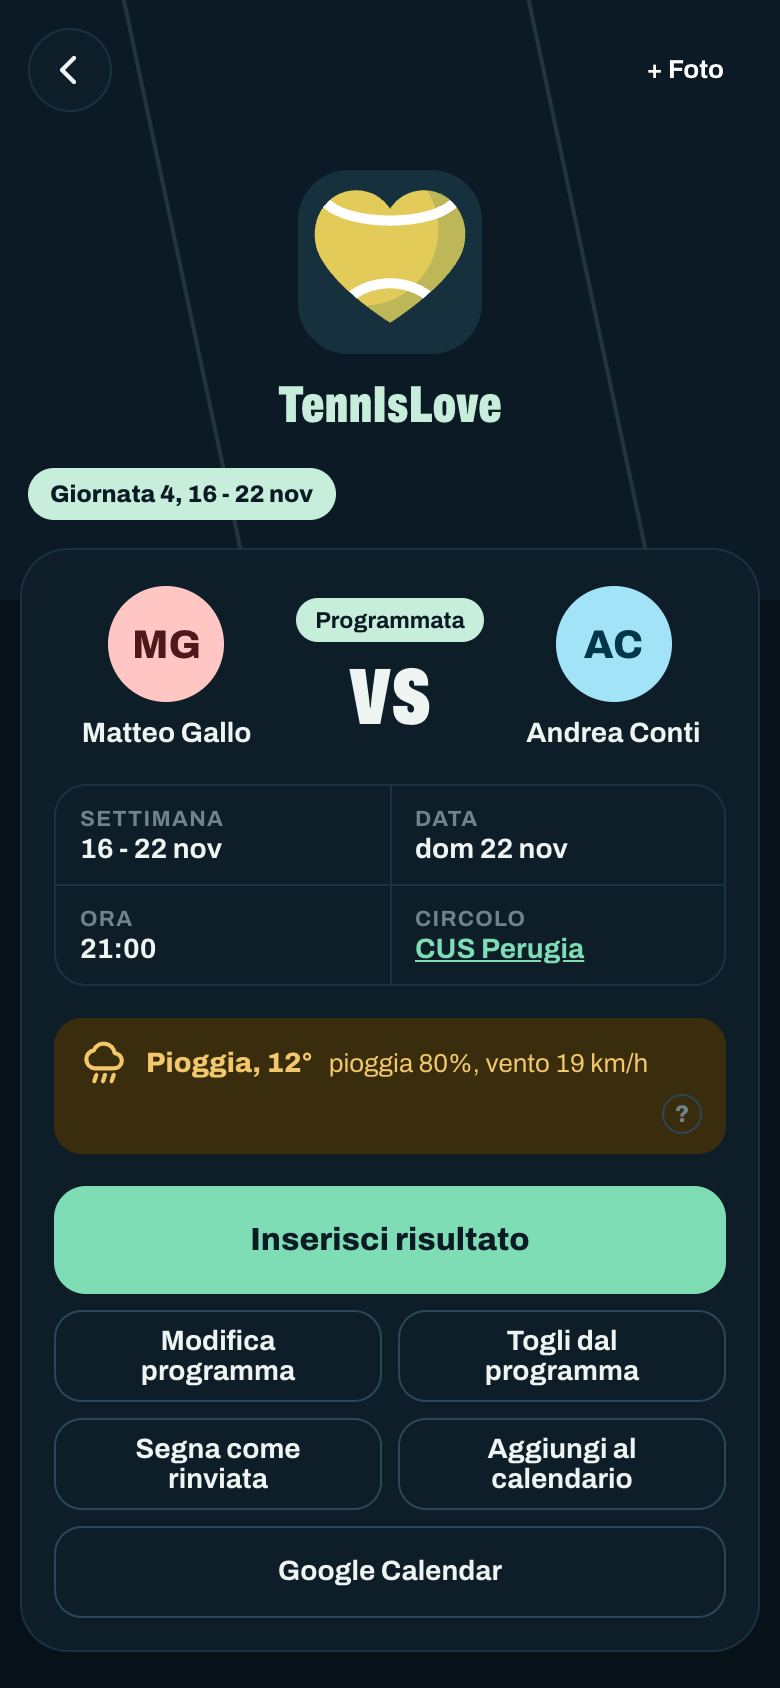 + Foto
TennIsLove
Giornata 4, 16 - 22 nov
MG
Programmata
AC
VS
Matteo Gallo
Andrea Conti
SETTIMANA
16 - 22 nov
DATA
dom 22 nov
ORA
21:00
CIRCOLO
CUS Perugia
Pioggia, 12° pioggia 80%, vento 19 km/h
?
Inserisci risultato
Modifica
programma
Togli dal
programma
Segna come
rinviata
Aggiungi al
calendario
Google Calendar